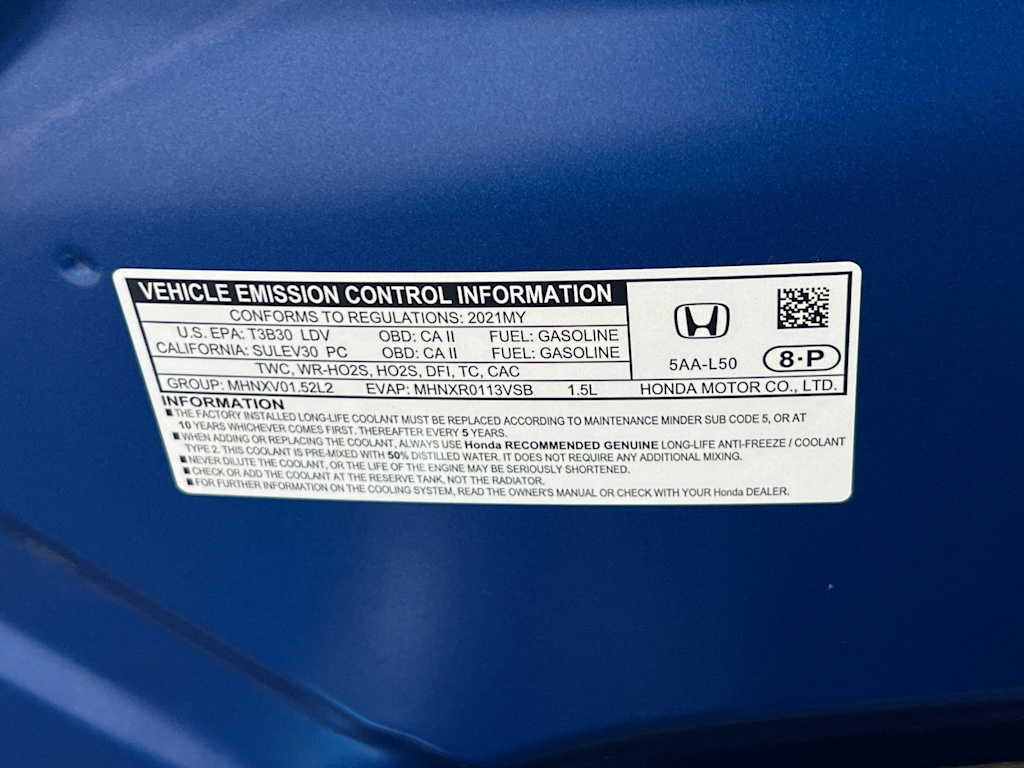 VEHICLE EMISSION CONTROL INFORMATION
CONFORMS TO REGULATIONS: 2021MY
U.S. EPA: T3B30 LDV OBD: CA II FUEL: GASOLINE
CALIFORNIA: SULEV30 PC OBD: CA II FUEL: GASOLINE
TWC, WR-HO2S, HO2S, DFI, TC, CAC
GROUP: MHNXV01.52L2 EVAP: MHNXR0113VSB 1.5L
5AA-L50
8·P
HONDA MOTOR CO., LTD.
INFORMATION
■ THE FACTORY INSTALLED LONG-LIFE COOLANT MUST BE REPLACED ACCORDING TO MAINTENANCE MINDER SUB CODE 5, OR AT
10 YEARS WHICHEVER COMES FIRST. THEREAFTER EVERY 5 YEARS.
■ WHEN ADDING OR REPLACING THE COOLANT, ALWAYS USE Honda RECOMMENDED GENUINE LONG-LIFE ANTI-FREEZE / COOLANT
TYPE 2. THIS COOLANT IS PRE-MIXED WITH 50% DISTILLED WATER. IT DOES NOT REQUIRE ANY ADDITIONAL MIXING.
■ NEVER DILUTE THE COOLANT, OR THE LIFE OF THE ENGINE MAY BE SERIOUSLY SHORTENED.
■ CHECK OR ADD THE COOLANT AT THE RESERVE TANK, NOT THE RADIATOR.
■ FOR FURTHER INFORMATION ON THE COOLING SYSTEM, READ THE OWNER'S MANUAL OR CHECK WITH YOUR Honda DEALER.